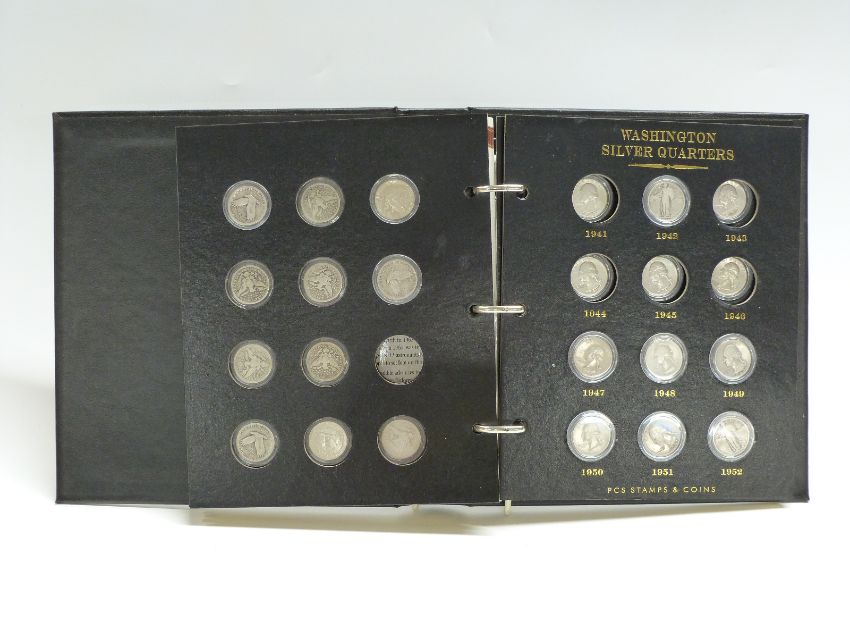 WASHINGTON
SILVER QUARTERS
1941 1942 1943
1944 1945 1946
1947 1948 1949
1950 1951 1952
PCS STAMPS & COINS